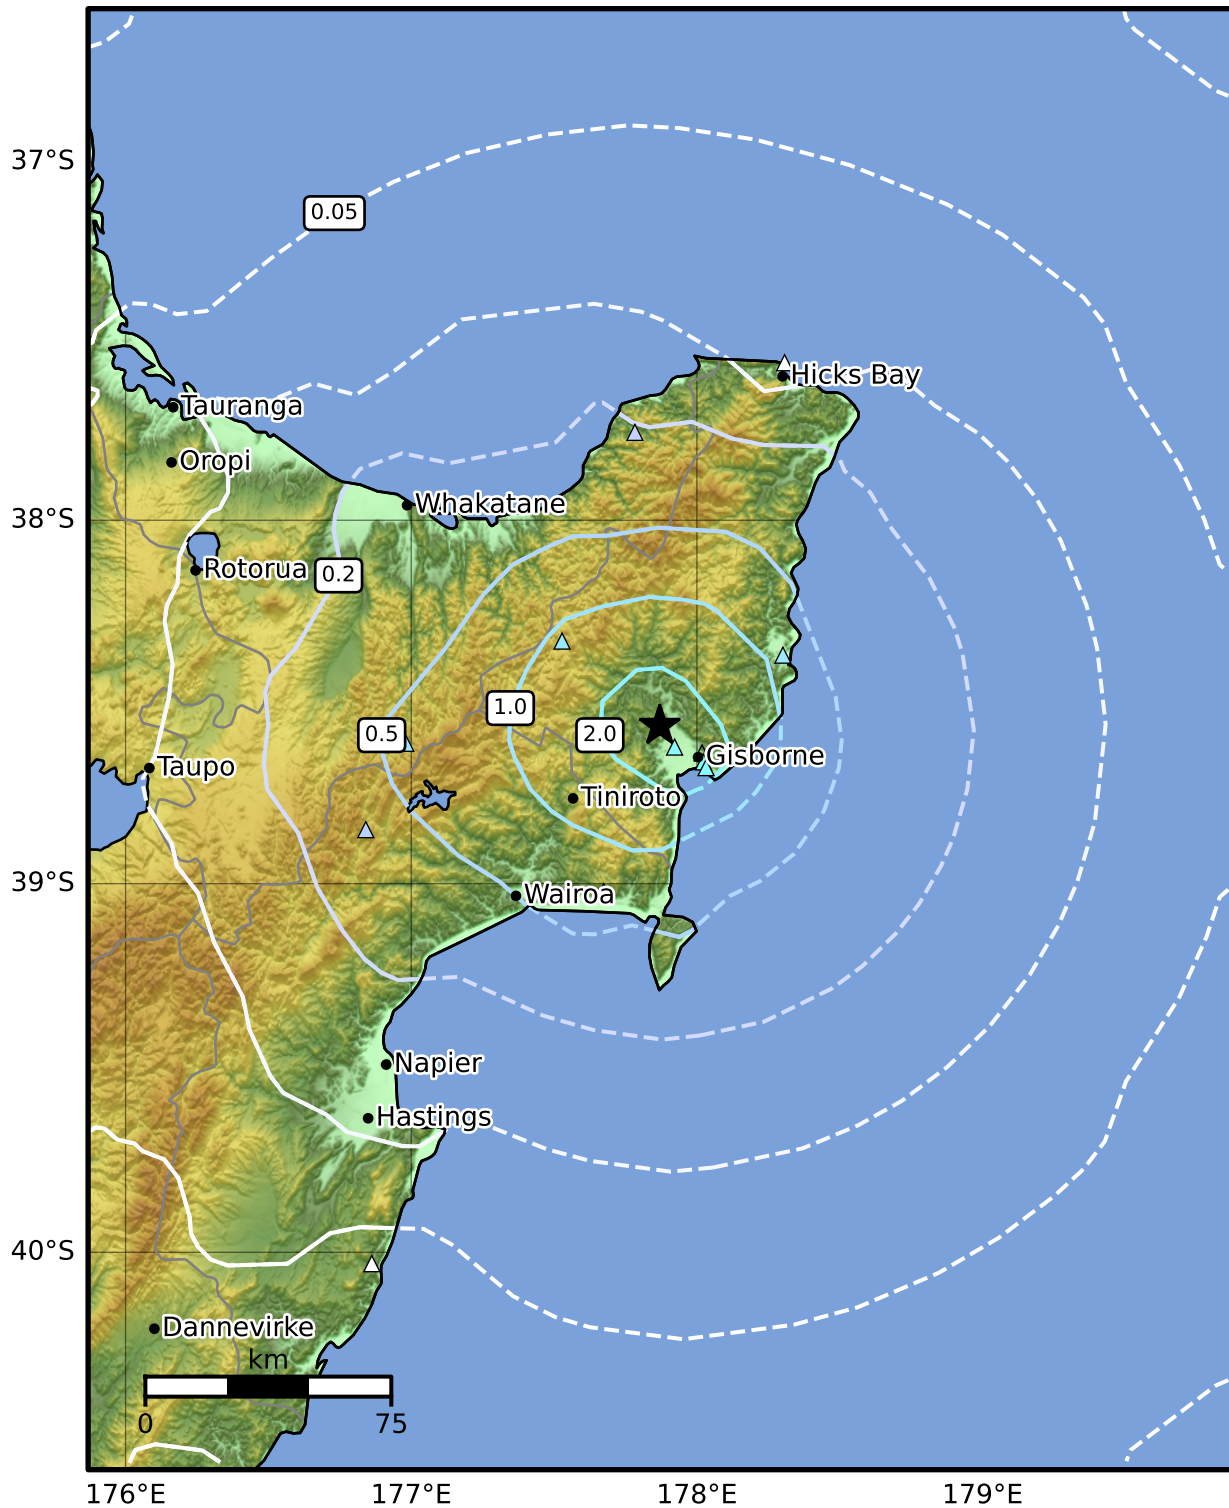 37°S
0.05
Hicks Bay
Tauranga
Oropi
Whakatane
38°S
Rotorua
0.2
1.0
0.5
2.0
Gisborne
Taupo
Tiniroto
39°S
Wairoa
Napier
Hastings
40°S
Dannevirke
km
0 75
176°E 177°E 178°E 179°E